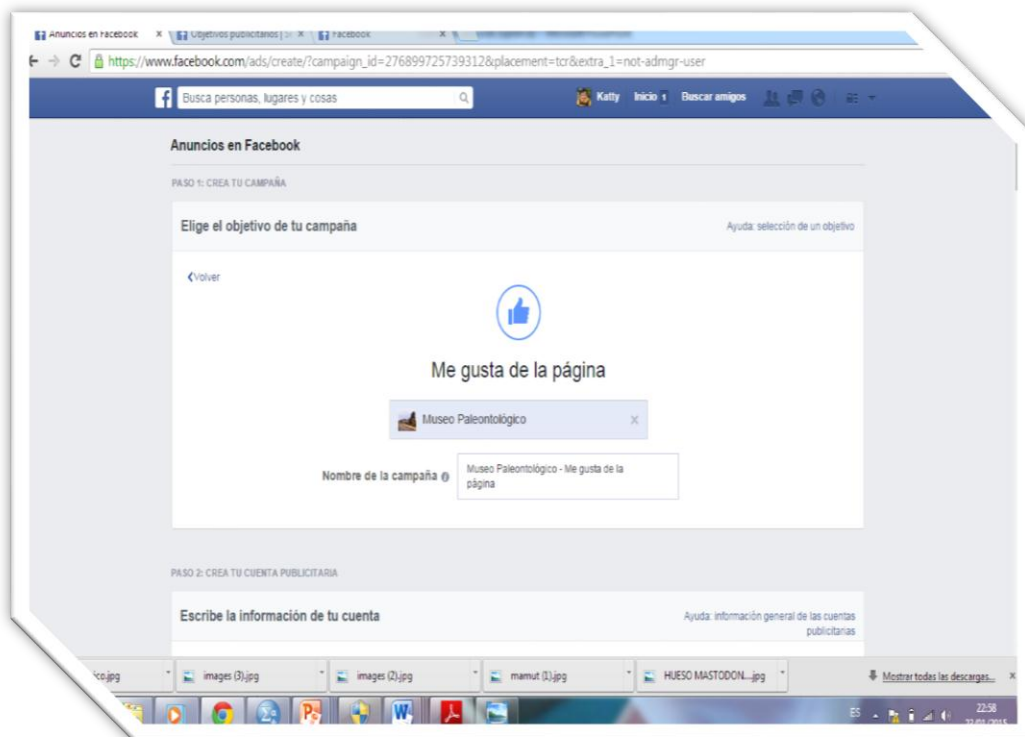 Anuncios en Facebook x Objetivos publicitarios | x Facebook x
https://www.facebook.com/ads/create/?campaign_id=276899725739312&placement=tcr&extra_1=not-admgr-user
Busca personas, lugares y cosas Katty Inicio 1 Buscar amigos
Anuncios en Facebook
PASO 1: CREA TU CAMPAÑA
Elige el objetivo de tu campaña Ayuda: selección de un objetivo
Volver
Me gusta de la página
Museo Paleontológico x
Nombre de la campaña Museo Paleontológico - Me gusta de la
página
PASO 2: CREA TU CUENTA PUBLICITARIA
Escribe la información de tu cuenta Ayuda: información general de las cuentas
publicitarias
ico.jpg images (3).jpg images (2).jpg mamut (1).jpg HUESO MASTODON....jpg Mostrar todas las descargas... x
ES 22:58
22/01/2015